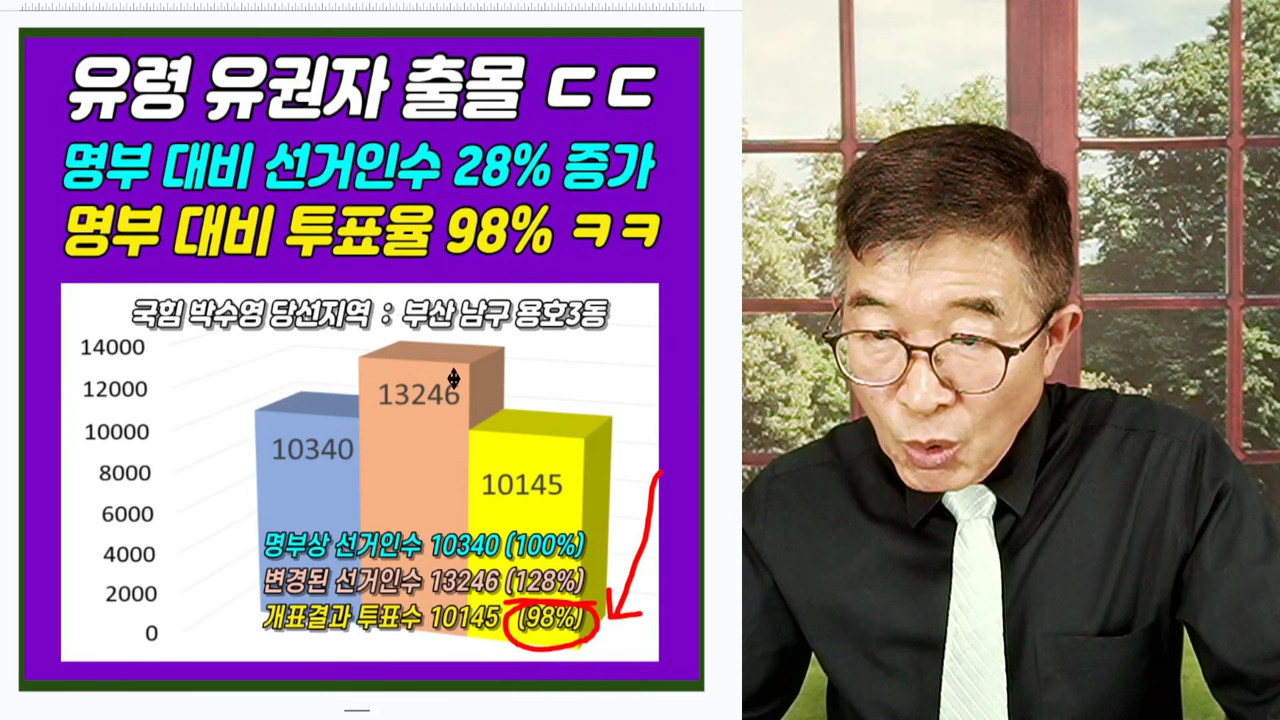 유령 유권자 출몰 ㄷㄷ
명부 대비 선거인수 28% 증가
명부 대비 투표율 98% ㅋㅋ
국힘 박수영 당선지역 : 부산 남구 용호3동
14000
12000
10000
8000
6000
4000
2000
0
10340
13246
10145
명부상 선거인수 10340 (100%)
변경된 선거인수 13246 (128%)
개표결과 투표수 10145 (98%)